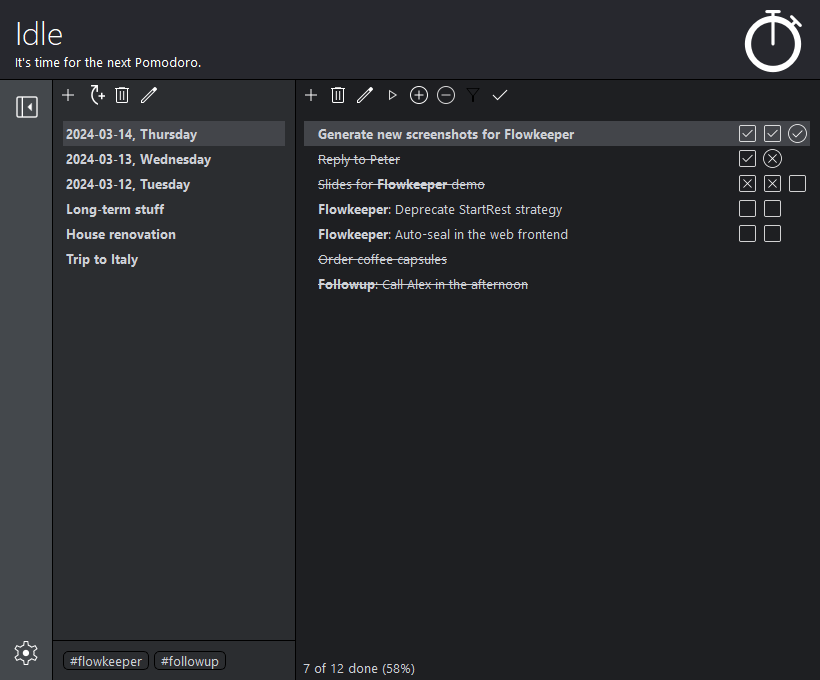 Idle
It's time for the next Pomodoro.
2024-03-14, Thursday
2024-03-13, Wednesday
2024-03-12, Tuesday
Long-term stuff
House renovation
Trip to Italy
#flowkeeper #followup
Generate new screenshots for Flowkeeper
Reply to Peter
Slides for Flowkeeper demo
Flowkeeper: Deprecate StartRest strategy
Flowkeeper: Auto-seal in the web frontend
Order coffee capsules
Followup: Call Alex in the afternoon
7 of 12 done (58%)